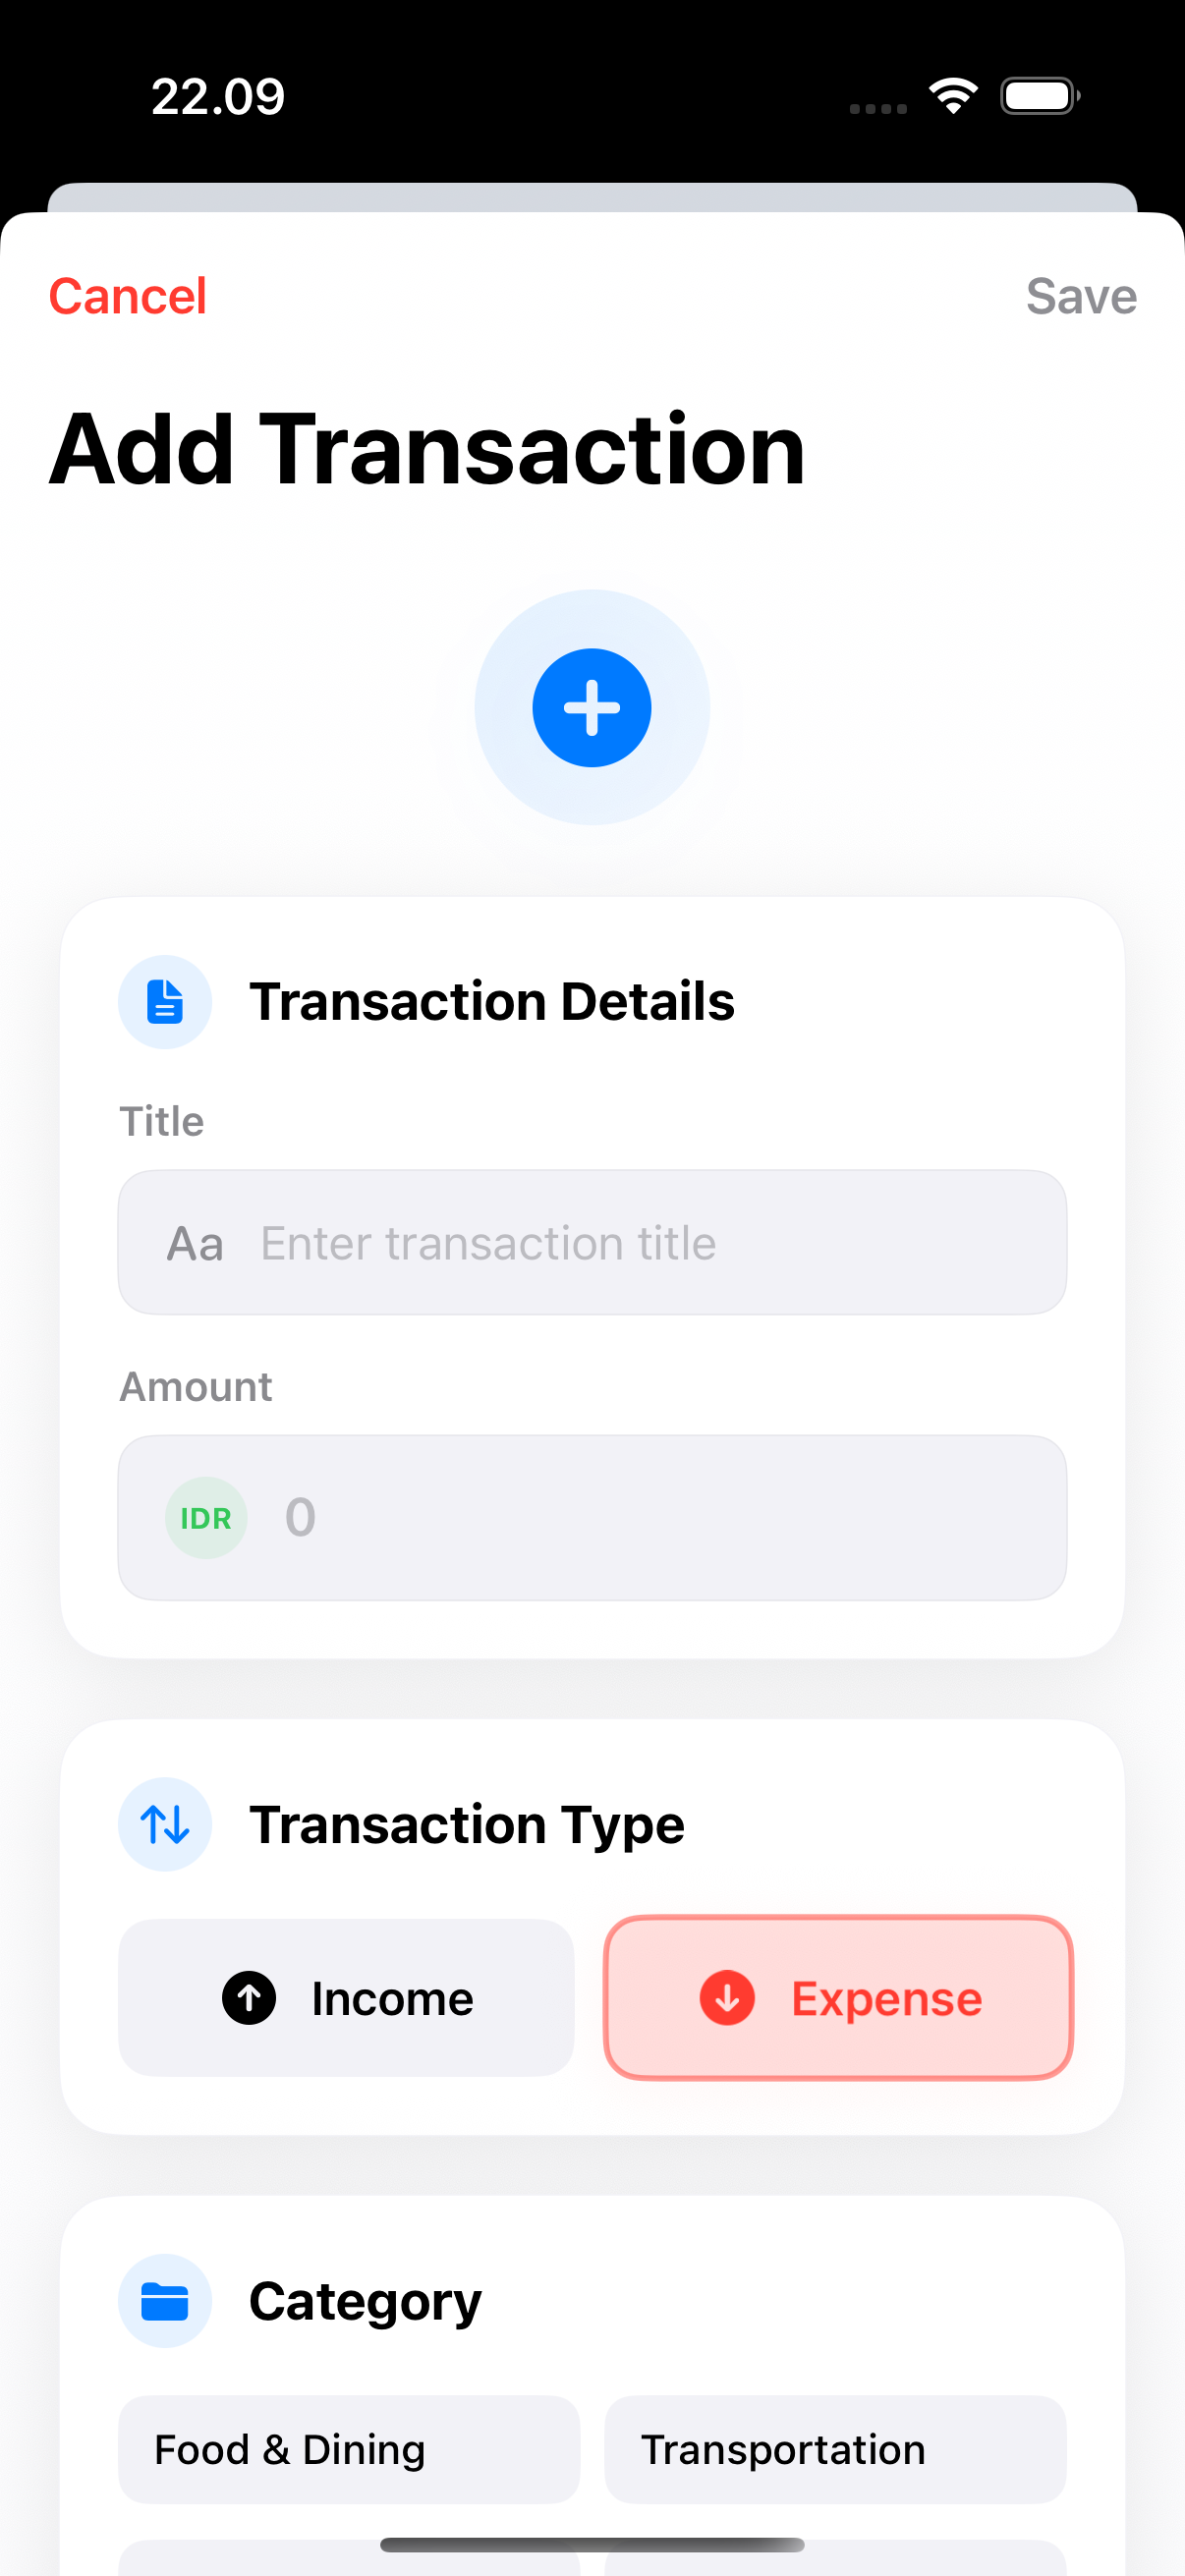 22.09
Cancel
Save
Add Transaction
Transaction Details
Title
Aa Enter transaction title
Amount
IDR 0
Transaction Type
Income
Expense
Category
Food & Dining
Transportation